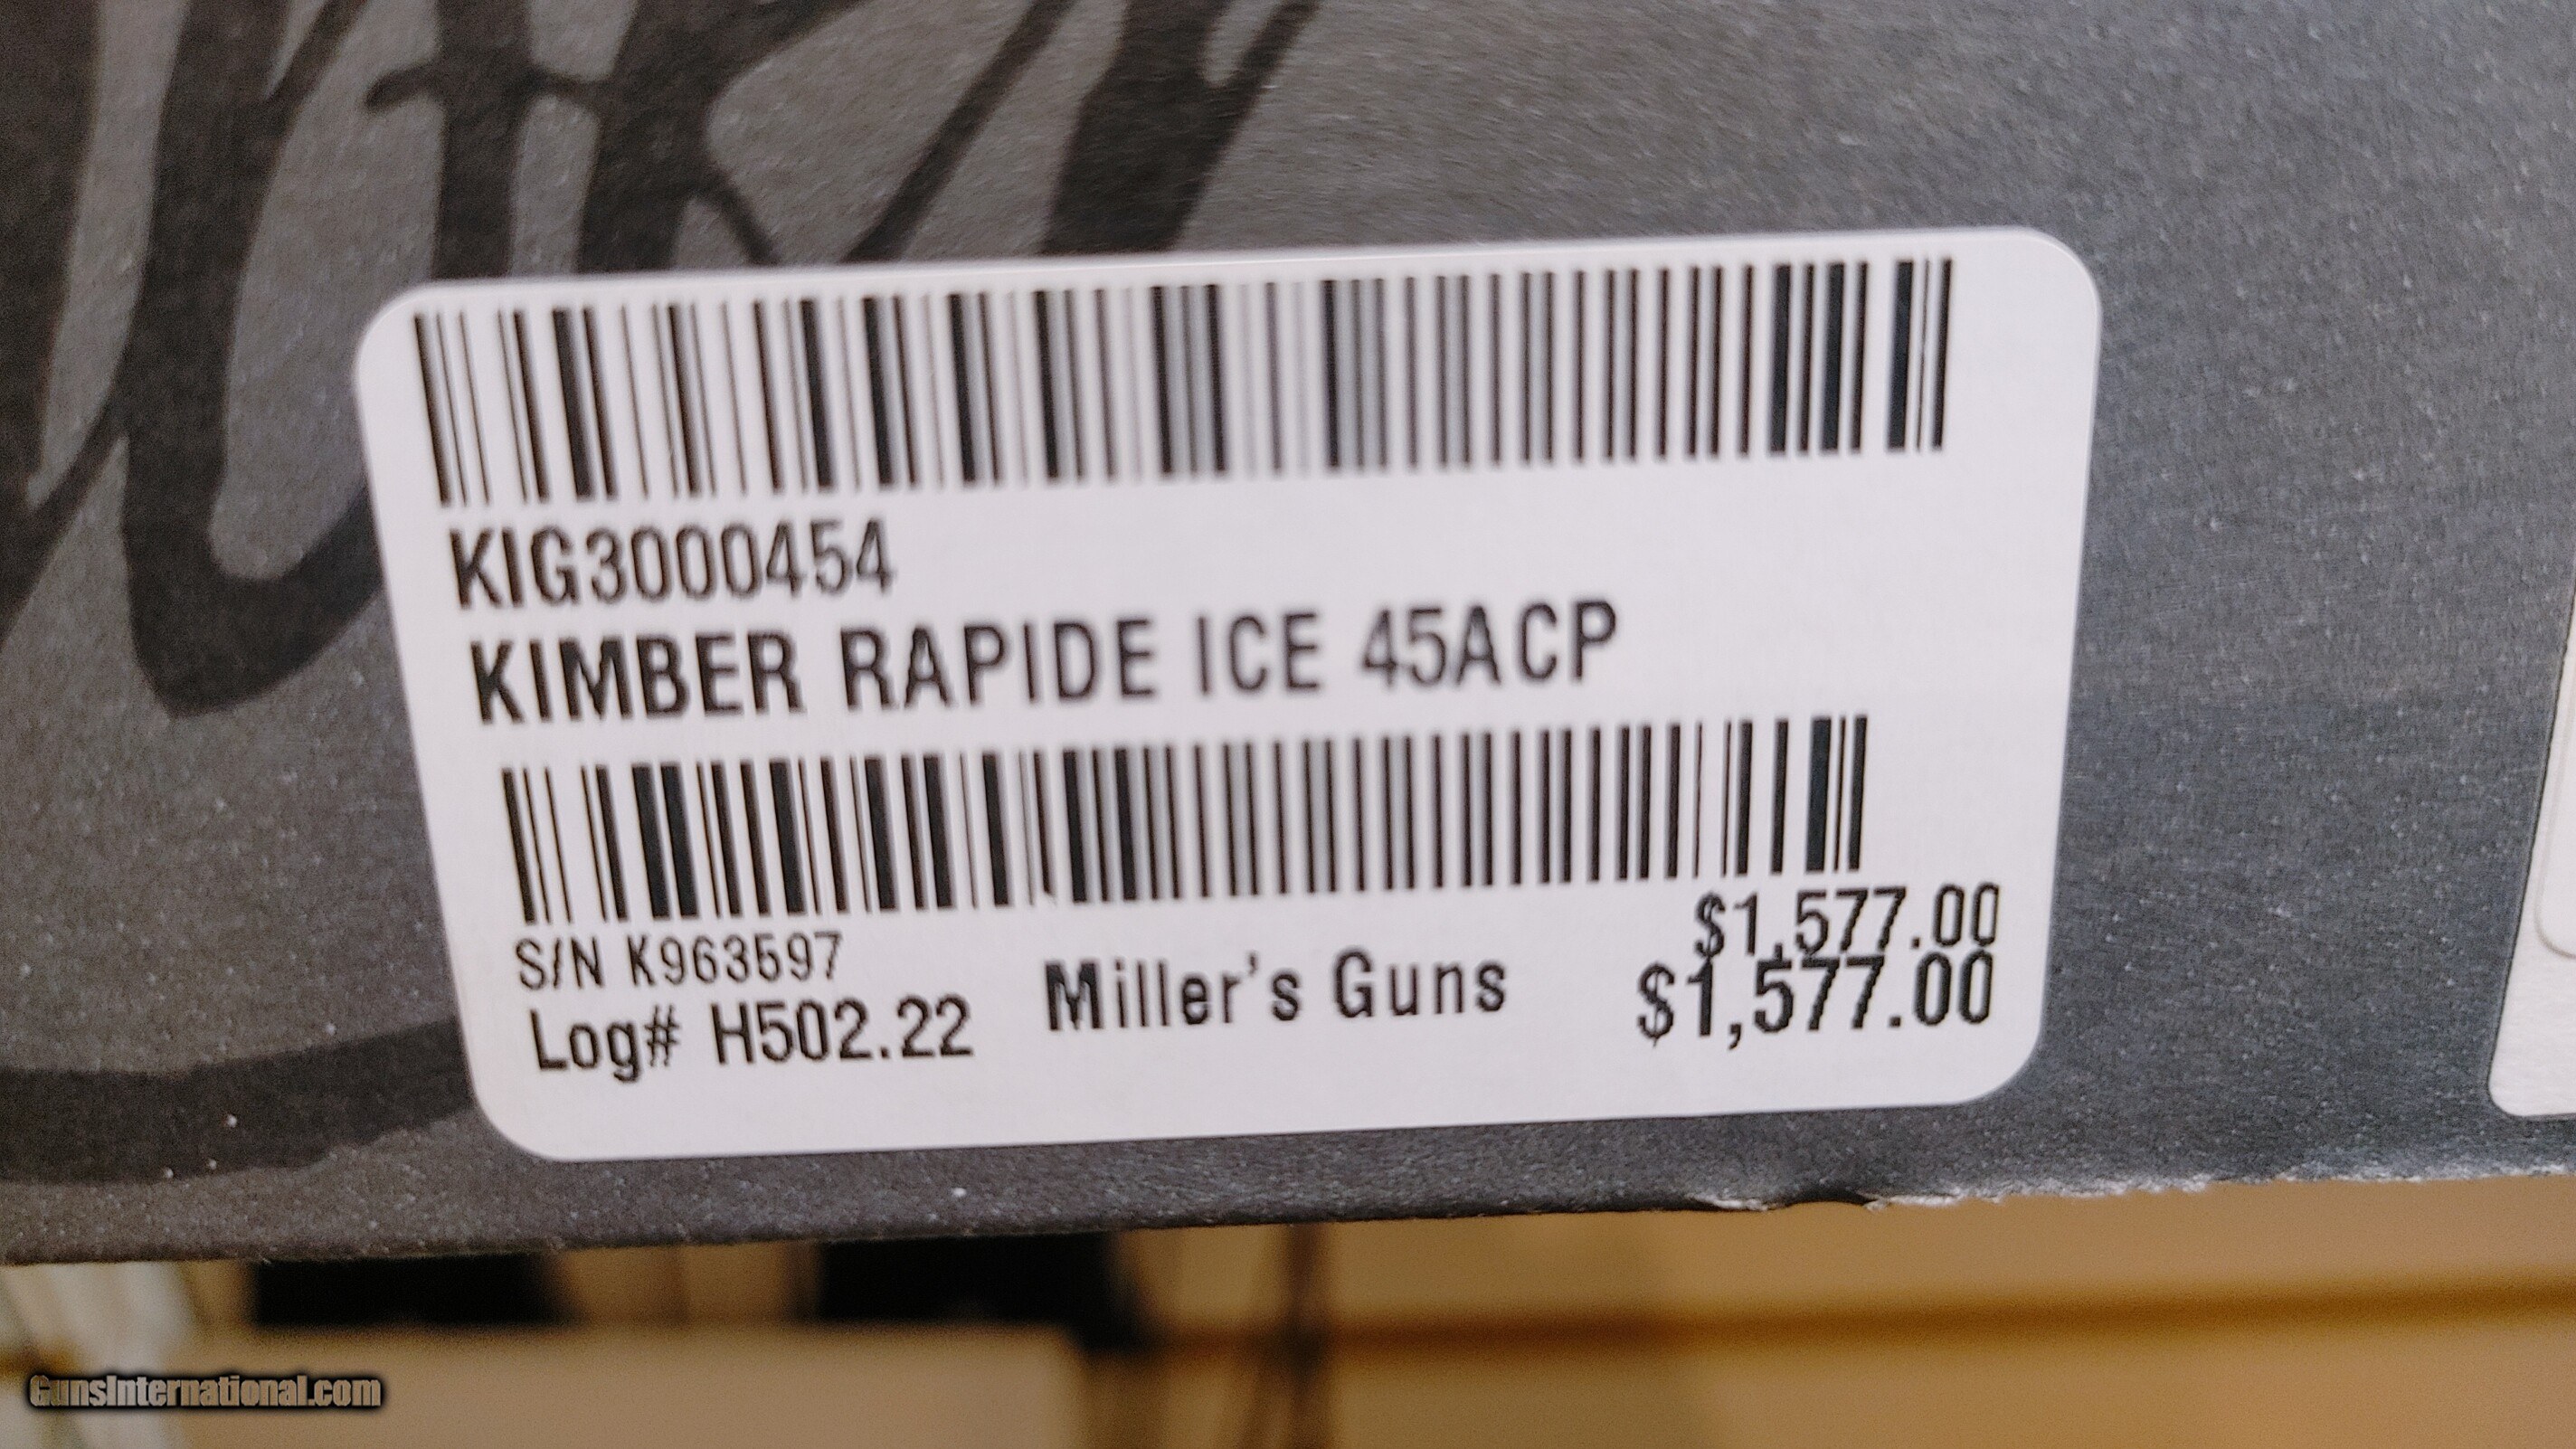 KIG3000454
KIMBER RAPIDE ICE 45ACP
S/N K963597
$1,577.00
Log# H502.22
Miller's Guns
$1,577.00
GunsInternational.com